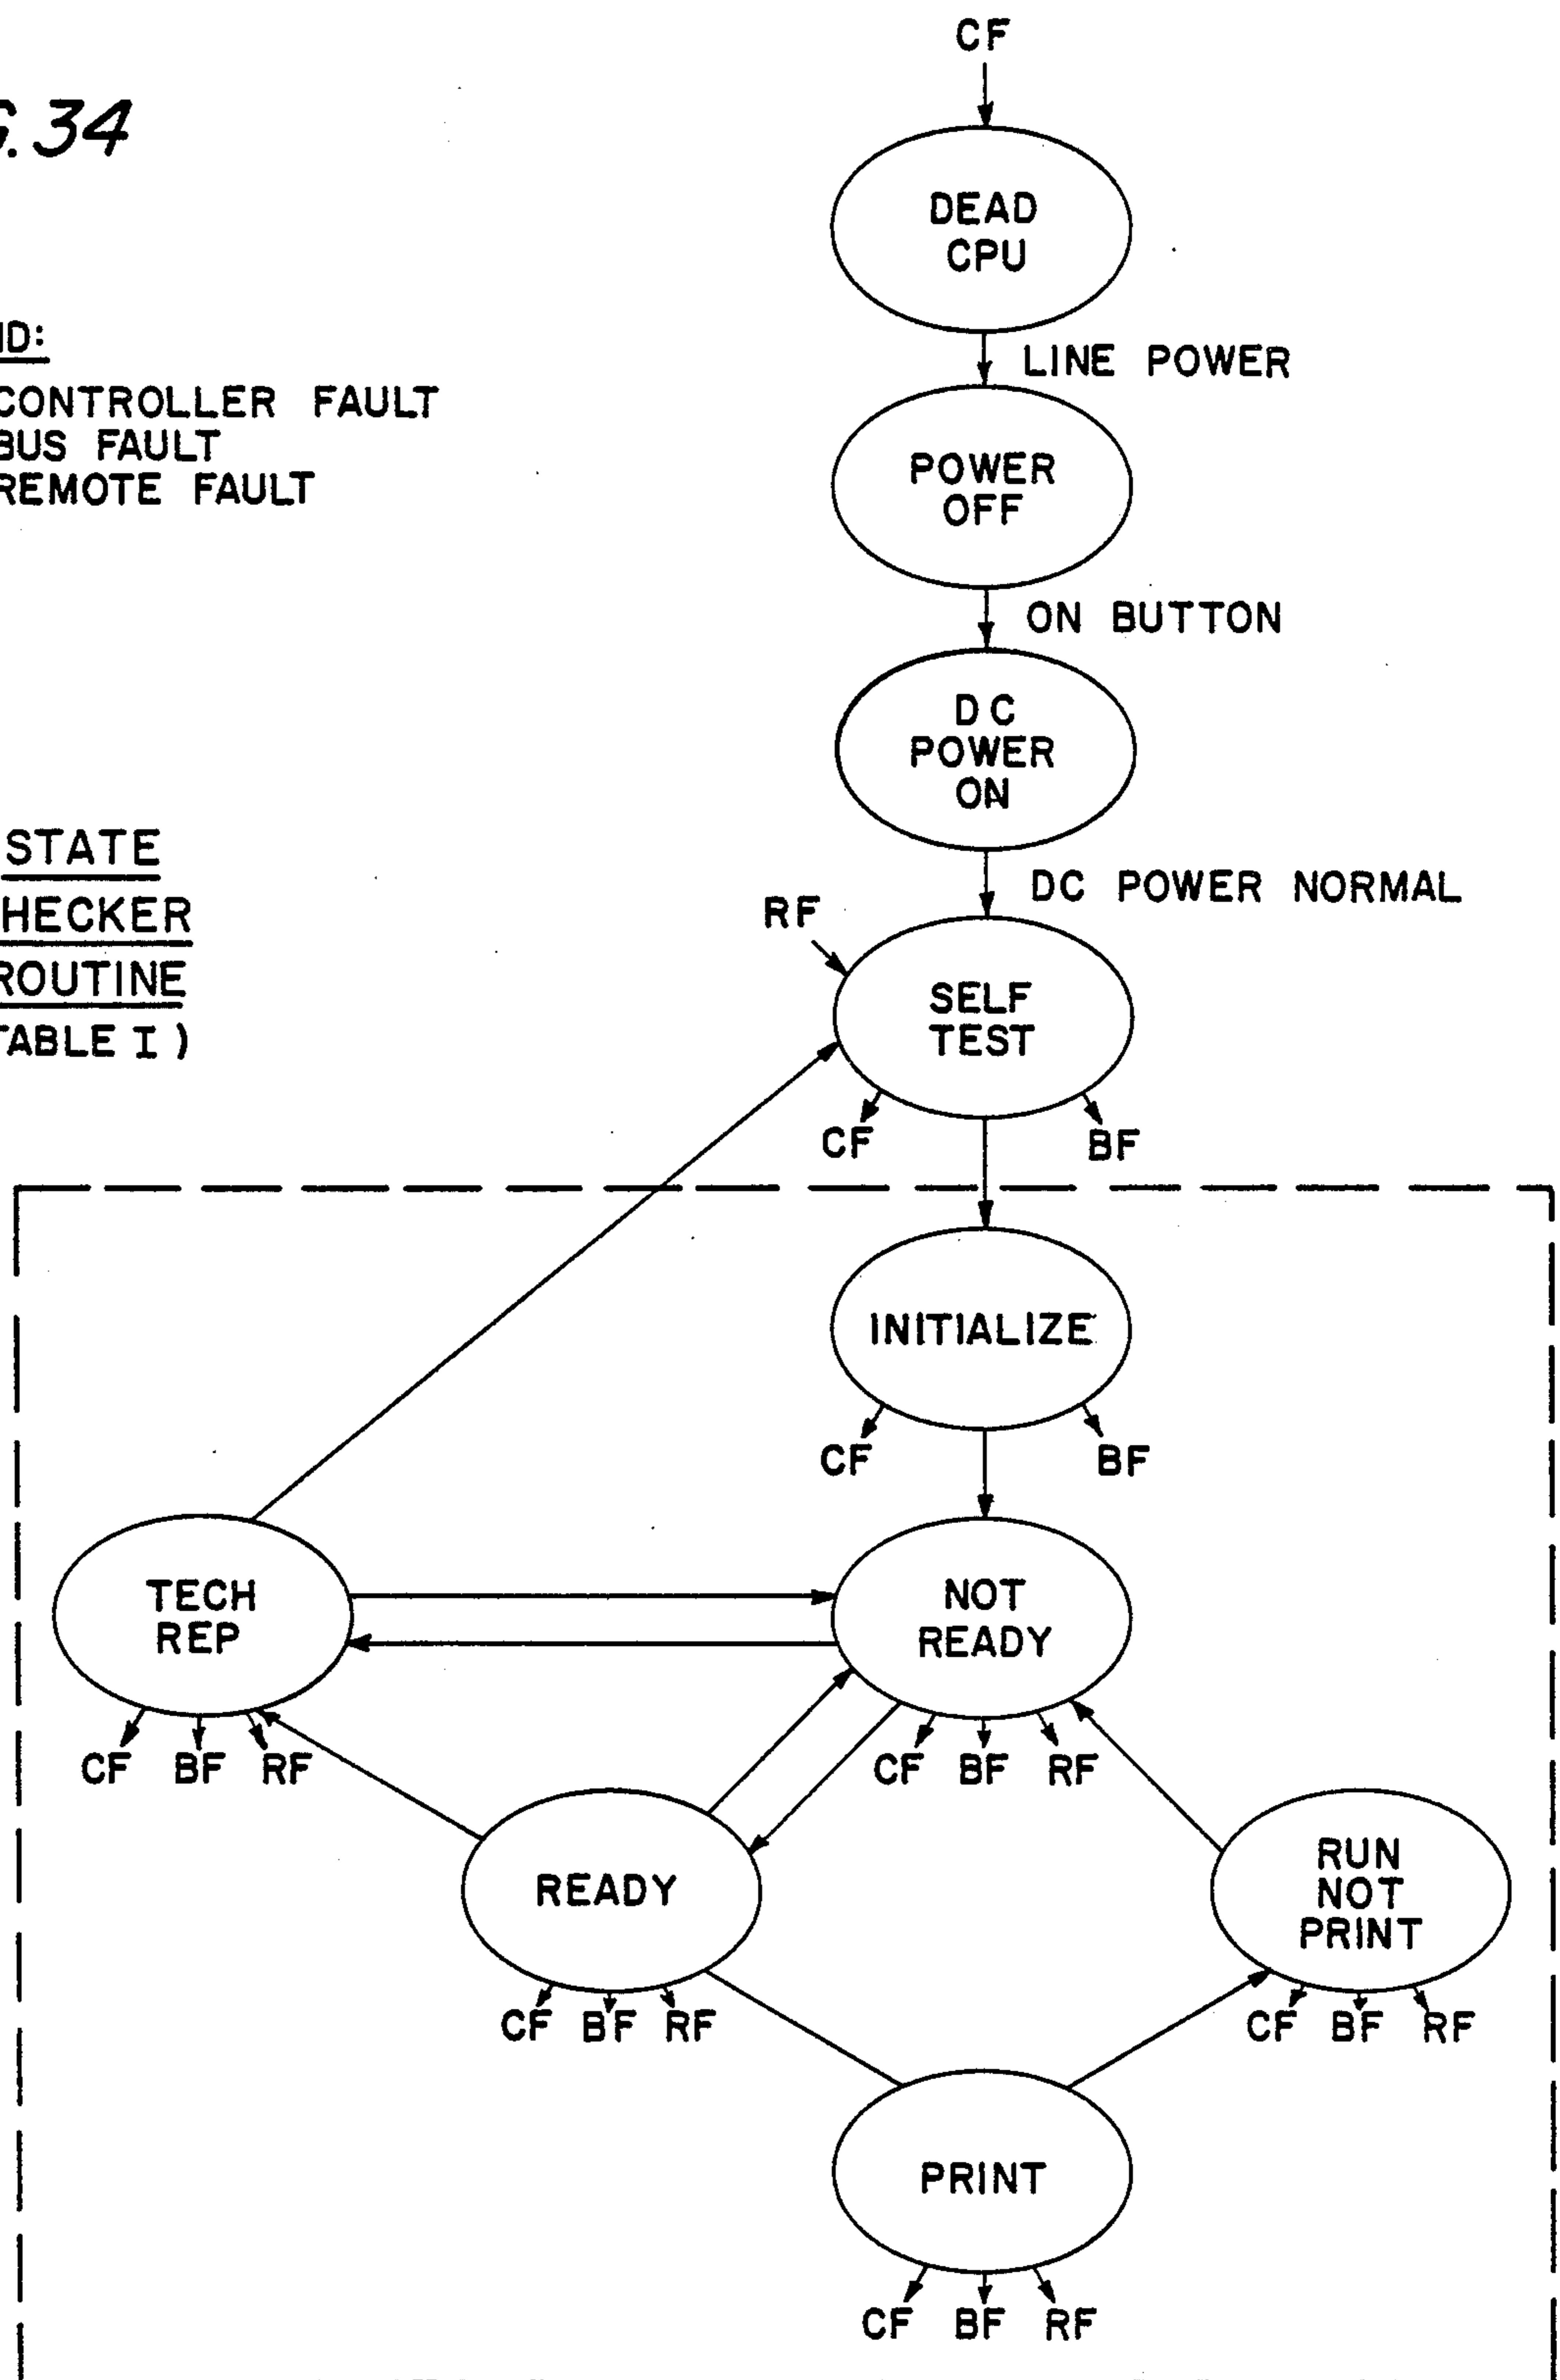 CF
G. 34
DEAD
CPU
LINE POWER
ND:
CONTROLLER FAULT
BUS FAULT
REMOTE FAULT
POWER
OFF
ON BUTTON
DC
POWER
ON
DC POWER NORMAL
STATE
HECKER
ROUTINE
TABLE I )
RF
SELF
TEST
CF
BF
INITIALIZE
CF
BF
TECH
REP
NOT
READY
CF BF RF
CF BF RF
READY
RUN
NOT
PRINT
CF BF RF
CF BF RF
PRINT
CF BF RF